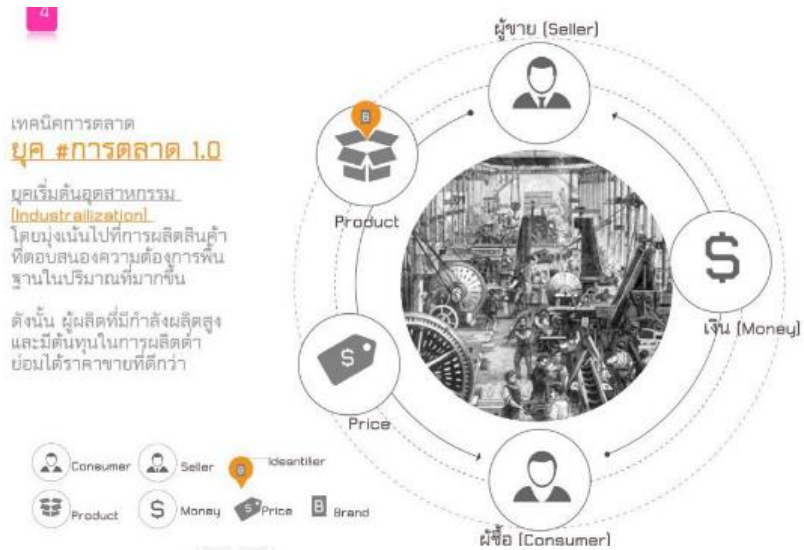 4
ผู้ขาย (Seller)
B
เทคนิคการตลาด
ยุค #การตลาด 1.0
ยุคเริ่มต้นอุตสาหกรรม
(Industrailization)
โดยมุ่งเน้นไปที่การผลิตสินค้า
ที่ตอบสนองความต้องการพื้น
ฐานในปริมาณที่มากขึ้น
ดังนั้น ผู้ผลิตที่มีกำลังผลิตสูง
และมีต้นทุนในการผลิตต่ำ
ย่อมได้ราคาขายที่ดีกว่า
Product
$
เงิน (Money)
$
Price
ผู้ซื้อ (Consumer)
Consumer
Seller
B
Ideantifier
Product
$
Money
$
Price
B
Brand